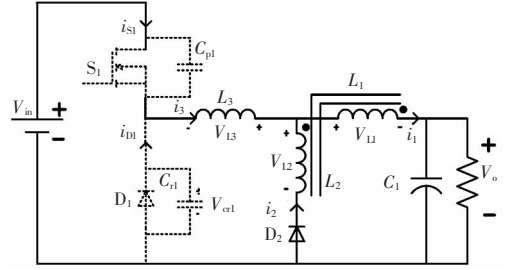 i_S1
C_p1
S_1
L_3
L_1
i_3
V_in
+
-
-
V_L3
+
+
V_L1
-
i_1
+
i_D1
V_L2
-
L_2
C_1
V_o
-
D_1
C_r1
V_cr1
+
-
i_2
D_2